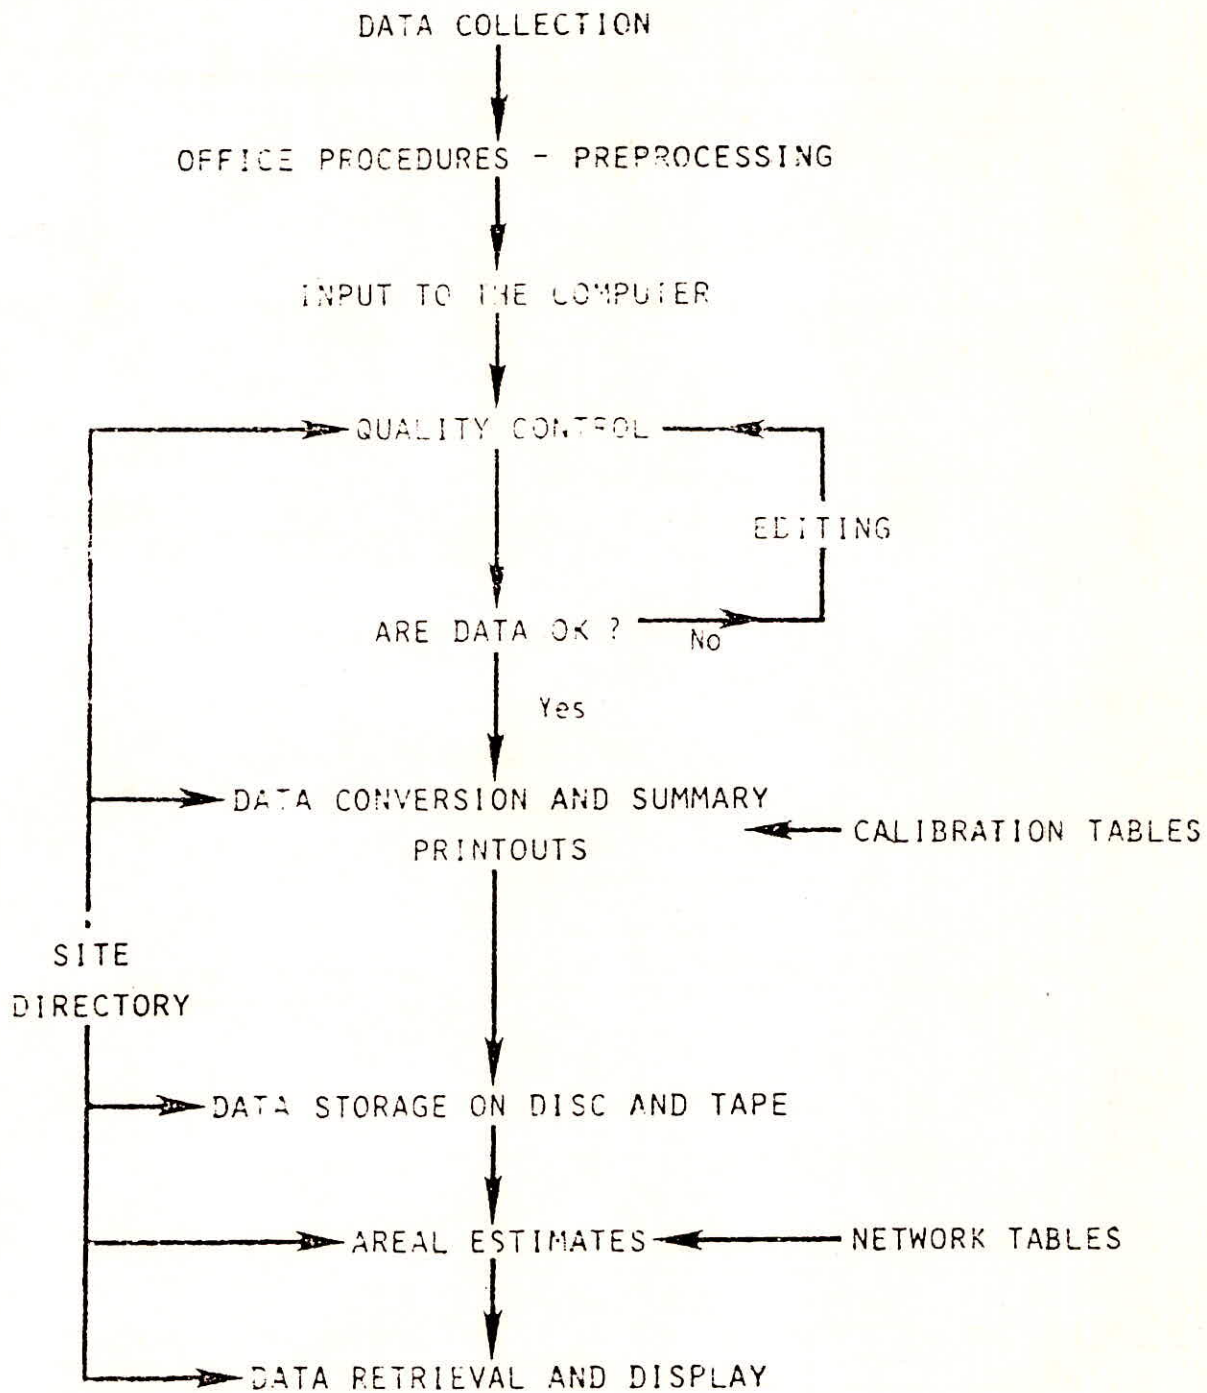 DATA COLLECTION
OFFICE PROCEDURES - PREPROCESSING
INPUT TO THE COMPUTER
QUALITY CONTROL
EDITING
ARE DATA OK ?
No
Yes
DATA CONVERSION AND SUMMARY
PRINTOUTS
CALIBRATION TABLES
SITE
DIRECTORY
DATA STORAGE ON DISC AND TAPE
AREAL ESTIMATES
NETWORK TABLES
DATA RETRIEVAL AND DISPLAY